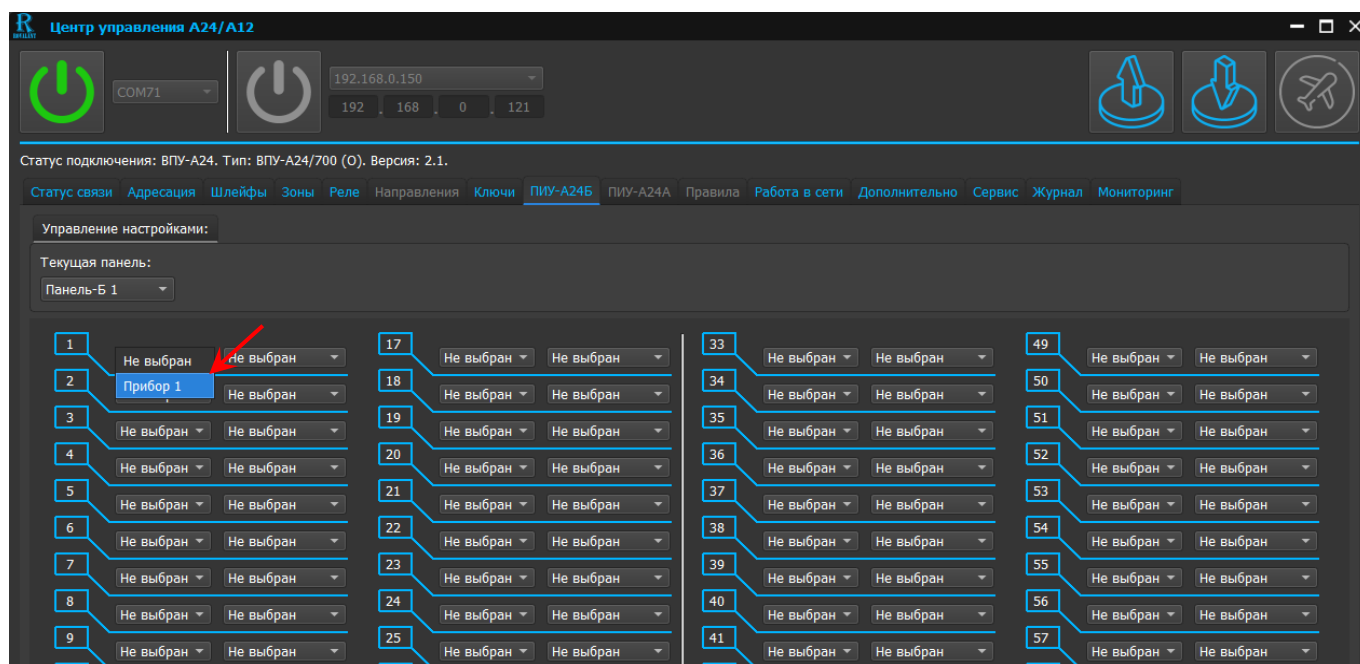 R
Центр управления A24/A12
COM71
192.168.0.150
192 . 168 . 0 . 121
Статус подключения: ВПУ-А24. Тип: ВПУ-А24/700 (О). Версия: 2.1.
Статус связи Адресация Шлейфы Зоны Реле Направления Ключи ПИУ-А24Б ПИУ-А24А Правила Работа в сети Дополнительно Сервис Журнал Мониторинг
Управление настройками:
Текущая панель:
Панель-Б 1
1 Не выбран Не выбран 17 Не выбран Не выбран 33 Не выбран Не выбран 49 Не выбран Не выбран
2 Прибор 1 Не выбран 18 Не выбран Не выбран 34 Не выбран Не выбран 50 Не выбран Не выбран
3 Не выбран Не выбран 19 Не выбран Не выбран 35 Не выбран Не выбран 51 Не выбран Не выбран
4 Не выбран Не выбран 20 Не выбран Не выбран 36 Не выбран Не выбран 52 Не выбран Не выбран
5 Не выбран Не выбран 21 Не выбран Не выбран 37 Не выбран Не выбран 53 Не выбран Не выбран
6 Не выбран Не выбран 22 Не выбран Не выбран 38 Не выбран Не выбран 54 Не выбран Не выбран
7 Не выбран Не выбран 23 Не выбран Не выбран 39 Не выбран Не выбран 55 Не выбран Не выбран
8 Не выбран Не выбран 24 Не выбран Не выбран 40 Не выбран Не выбран 56 Не выбран Не выбран
9 Не выбран Не выбран 25 Не выбран Не выбран 41 Не выбран Не выбран 57 Не выбран Не выбран